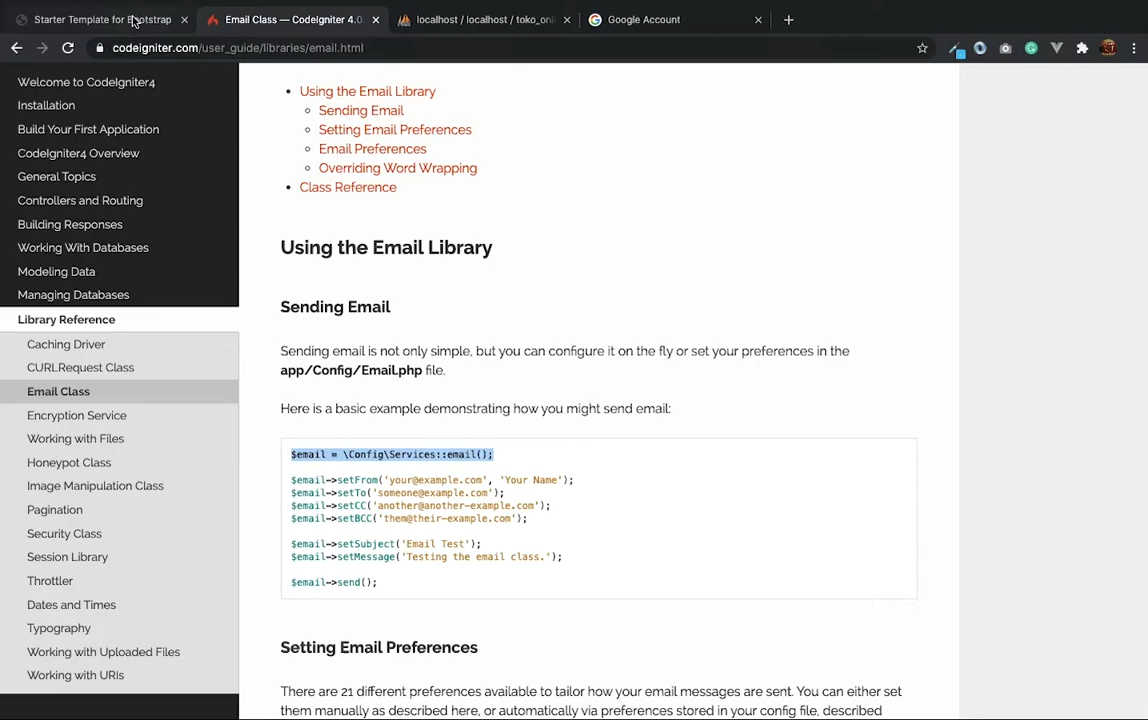 Starter Template for Bootstrap
Email Class — CodeIgniter 4.0
localhost / localhost / toko_onl
Google Account
codeigniter.com/user_guide/libraries/email.html
Welcome to CodeIgniter4
Installation
Build Your First Application
CodeIgniter4 Overview
General Topics
Controllers and Routing
Building Responses
Working With Databases
Modeling Data
Managing Databases
Library Reference
Caching Driver
CURLRequest Class
Email Class
Encryption Service
Working with Files
Honeypot Class
Image Manipulation Class
Pagination
Security Class
Session Library
Throttler
Dates and Times
Typography
Working with Uploaded Files
Working with URIs
Using the Email Library
Sending Email
Setting Email Preferences
Email Preferences
Overriding Word Wrapping
Class Reference
Using the Email Library
Sending Email
Sending email is not only simple, but you can configure it on the fly or set your preferences in the
app/Config/Email.php file.
Here is a basic example demonstrating how you might send email:
$email = \Config\Services::email();
$email->setFrom('your@example.com', 'Your Name');
$email->setTo('someone@example.com');
$email->setCC('another@another-example.com');
$email->setBCC('them@their-example.com');
$email->setSubject('Email Test');
$email->setMessage('Testing the email class.');
$email->send();
Setting Email Preferences
There are 21 different preferences available to tailor how your email messages are sent. You can either set
them manually as described here, or automatically via preferences stored in your config file, described